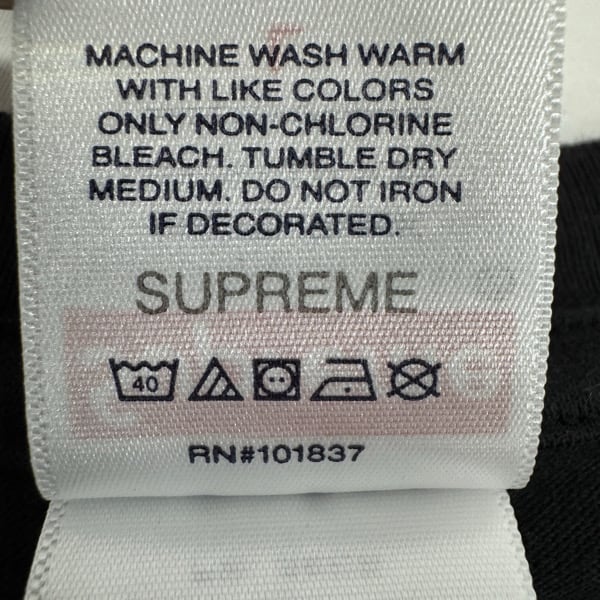 MACHINE WASH WARM
WITH LIKE COLORS
ONLY NON-CHLORINE
BLEACH. TUMBLE DRY
MEDIUM. DO NOT IRON
IF DECORATED.
SUPREME
40
RN#101837